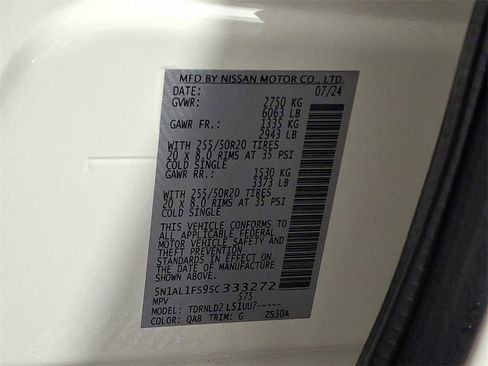 MFD BY NISSAN MOTOR CO., LTD.
DATE: 07/24
GVWR: 2750 KG
6063 LB
GAWR FR.: 1335 KG
2943 LB
WITH 255/50R20 TIRES
20 X 8.0 RIMS AT 35 PSI
COLD SINGLE
GAWR RR.: 1530 KG
3373 LB
WITH 255/50R20 TIRES
20 X 8.0 RIMS AT 35 PSI
COLD SINGLE
THIS VEHICLE CONFORMS TO
ALL APPLICABLE FEDERAL
MOTOR VEHICLE SAFETY AND
THEFT PREVENTION
STANDARDS IN EFFECT ON
THE DATE OF MANUFACTURE
SHOWN ABOVE.
5N1AL1FS9SC333272
MPV 575
MODEL: TDRNLD2 L51UU7-----
COLOR: QAB TRIM: G ZS30A